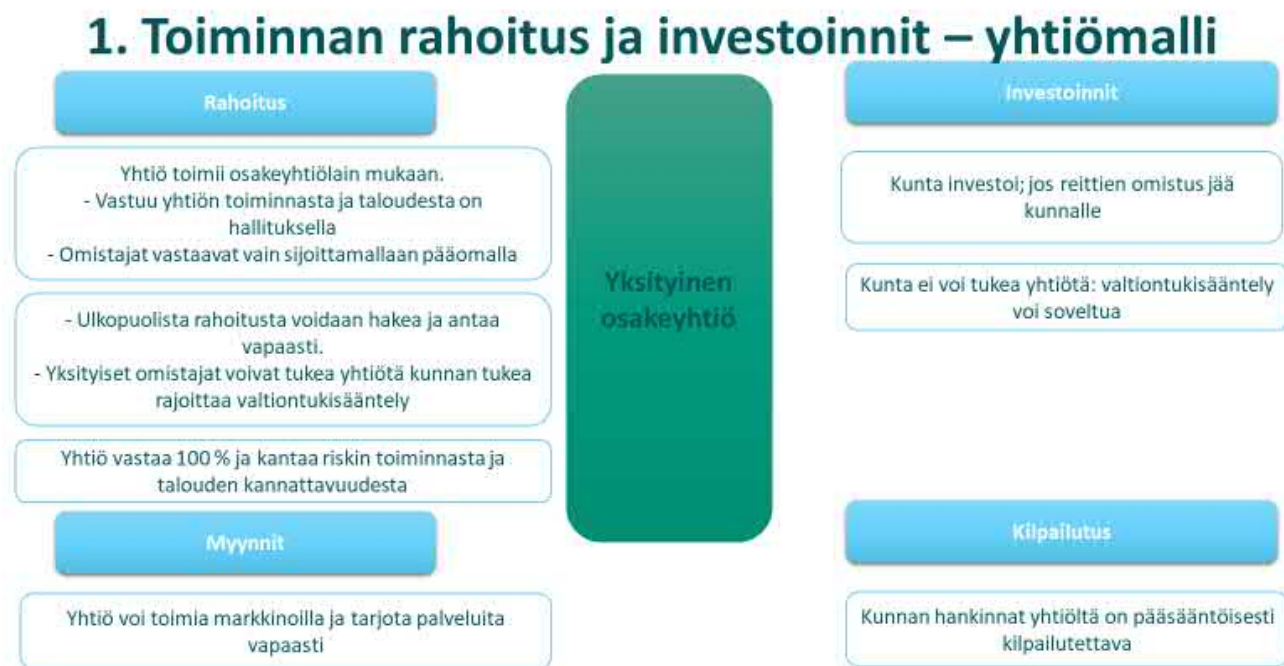 1. Toiminnan rahoitus ja investoinnit – yhtiömalli
Rahoitus
Yhtiö toimii osakeyhtiölain mukaan.
- Vastuu yhtiön toiminnasta ja taloudesta on
hallituksella
- Omistajat vastaavat vain sijoittamallaan pääomalla
- Ulkopuolista rahoitusta voidaan hakea ja antaa
vapaasti.
- Yksityiset omistajat voivat tukea yhtiötä kunnan tukea
rajoittaa valtiontukisääntely
Yhtiö vastaa 100 % ja kantaa riskin toiminnasta ja
talouden kannattavuudesta
Myynnit
Yhtiö voi toimia markkinoilla ja tarjota palveluita
vapaasti
Yksityinen
osakeyhtiö
Investoinnit
Kunta investoi; jos reittien omistus jää
kunnalle
Kunta ei voi tukea yhtiötä: valtiontukisääntely
voi soveltua
Kilpailutus
Kunnan hankinnat yhtiöltä on pääsääntöisesti
kilpailutettava